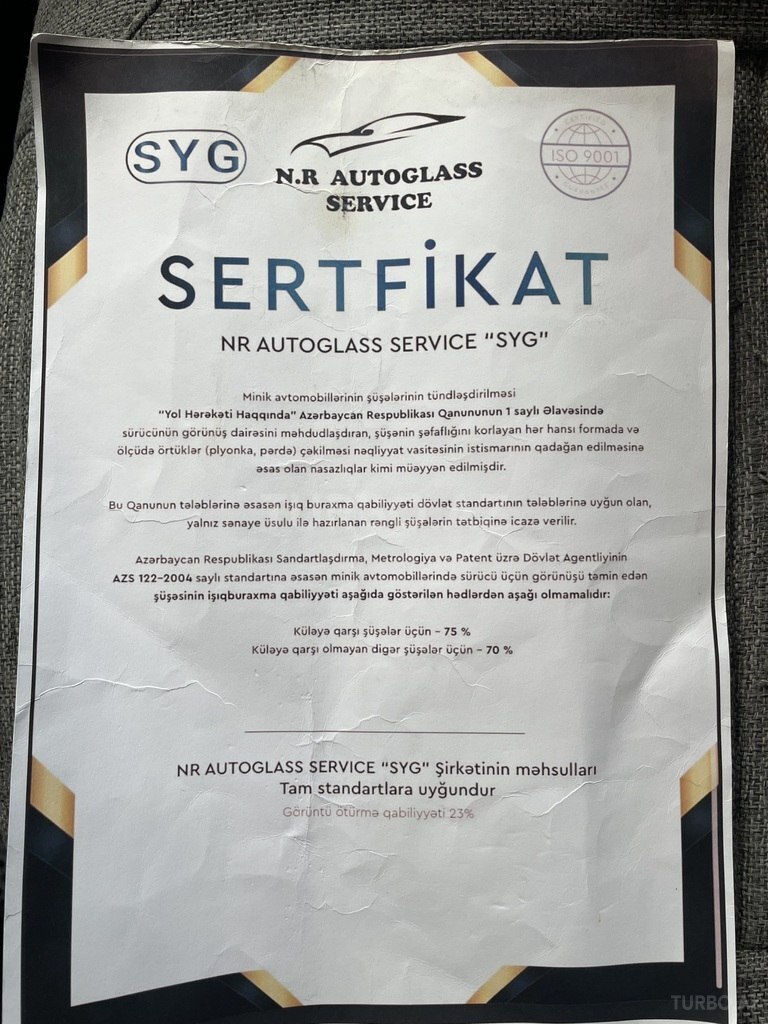 SYG
N.R AUTOGLASS
SERVICE
CERTIFIED
ISO 9001
GUARANTEE
SERTFİKAT
NR AUTOGLASS SERVICE "SYG"
Minik avtomobillərinin şüşələrinin tündləşdirilməsi
"Yol Hərəkəti Haqqında" Azərbaycan Respublikası Qanununun 1 saylı Əlavəsində
sürücünün görünüş dairəsini məhdudlaşdıran, şüşənin şəfaflığını korlayan hər hansı formada və
ölçüdə örtüklər (plyonka, pərdə) çəkilməsi nəqliyyat vasitəsinin istismarının qadağan edilməsinə
əsas olan nasazlıqlar kimi müəyyən edilmişdir.
Bu Qanunun tələblərinə əsasən işıq buraxma qabiliyyəti dövlət standartının tələblərinə uyğun olan,
yalnız sənaye üsulu ilə hazırlanan rəngli şüşələrin tətbiqinə icazə verilir.
Azərbaycan Respublikası Sandartlaşdırma, Metrologiya və Patent üzrə Dövlət Agentliyinin
AZS 122-2004 saylı standartına əsasən minik avtomobillərində sürücü üçün görünüşü təmin edən
şüşəsinin işıqburaxma qabiliyyəti aşağıda göstərilən hədlərdən aşağı olmamalıdır:
Küləyə qarşı şüşələr üçün - 75 %
Küləyə qarşı olmayan digər şüşələr üçün - 70 %
NR AUTOGLASS SERVICE "SYG" Şirkətinin məhsulları
Tam standartlara uyğundur
Görüntü ötürmə qabiliyyəti 23%
TURBO.AZ